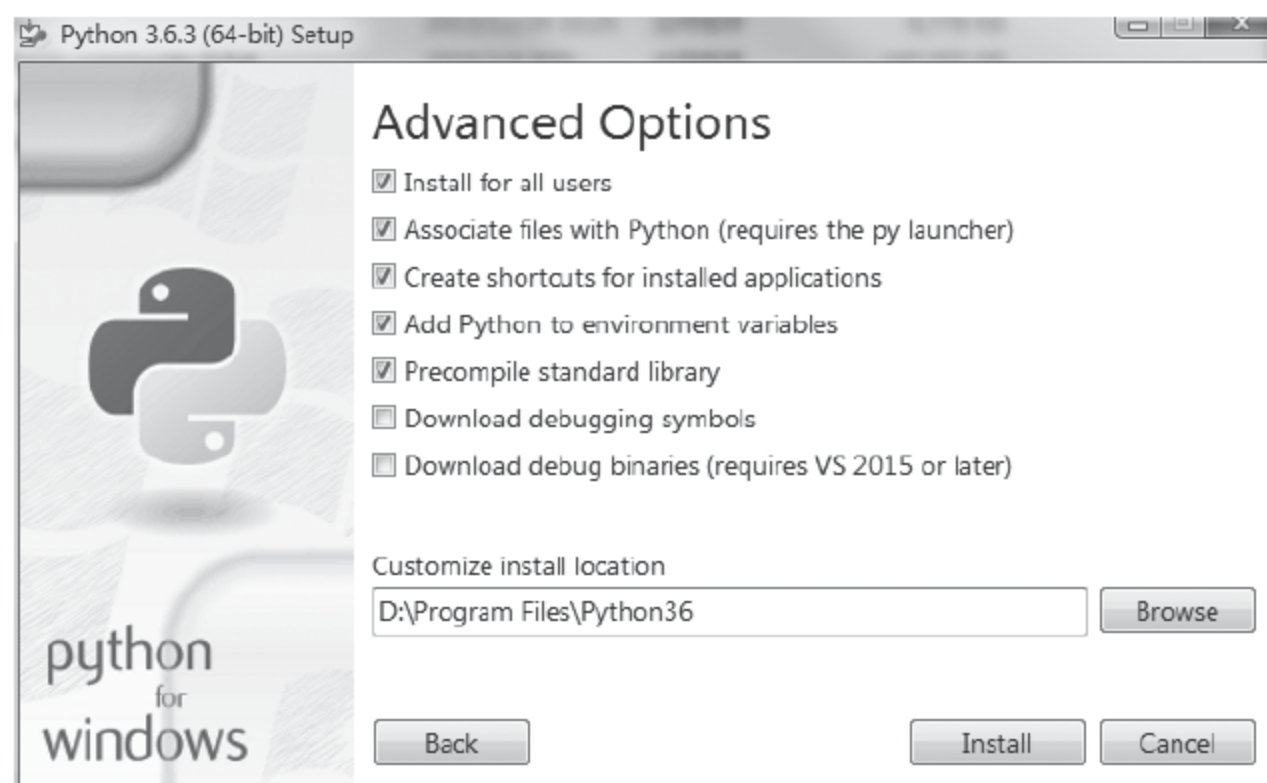 Python 3.6.3 (64-bit) Setup
Advanced Options
Install for all users
Associate files with Python (requires the py launcher)
Create shortcuts for installed applications
Add Python to environment variables
Precompile standard library
Download debugging symbols
Download debug binaries (requires VS 2015 or later)
Customize install location
D:\Program Files\Python36
Browse
python
for
windows
Back
Install
Cancel